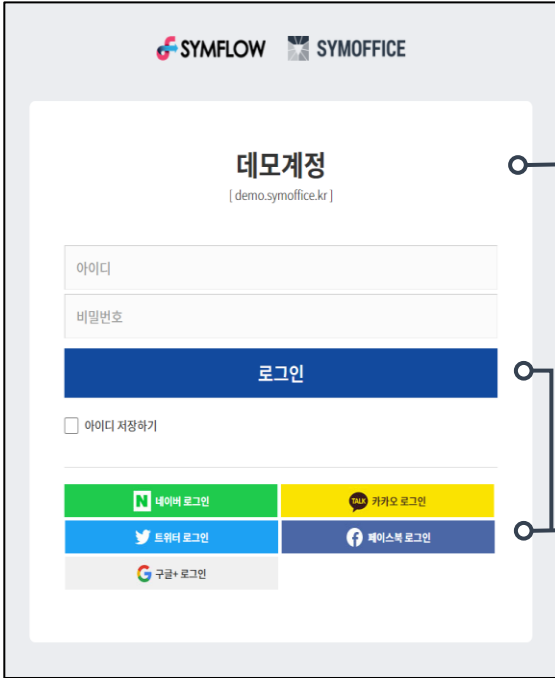 SYMFLOW SYMOFFICE
데모계정
[ demo.symoffice.kr ]
아이디
비밀번호
로그인
아이디 저장하기
N 네이버 로그인
TALK 카카오 로그인
트위터 로그인
페이스북 로그인
구글+ 로그인